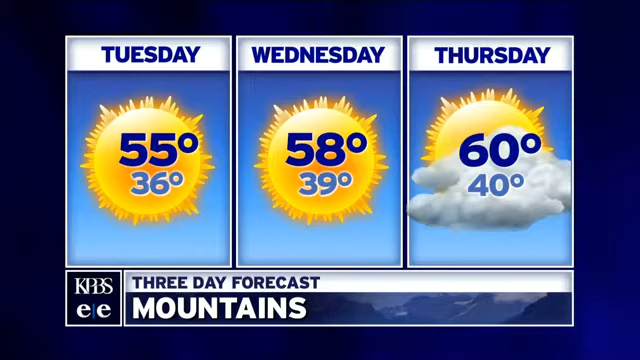 TUESDAY
WEDNESDAY
THURSDAY
55°
36°
58°
39°
60°
40°
KPBS
e|e
THREE DAY FORECAST
MOUNTAINS